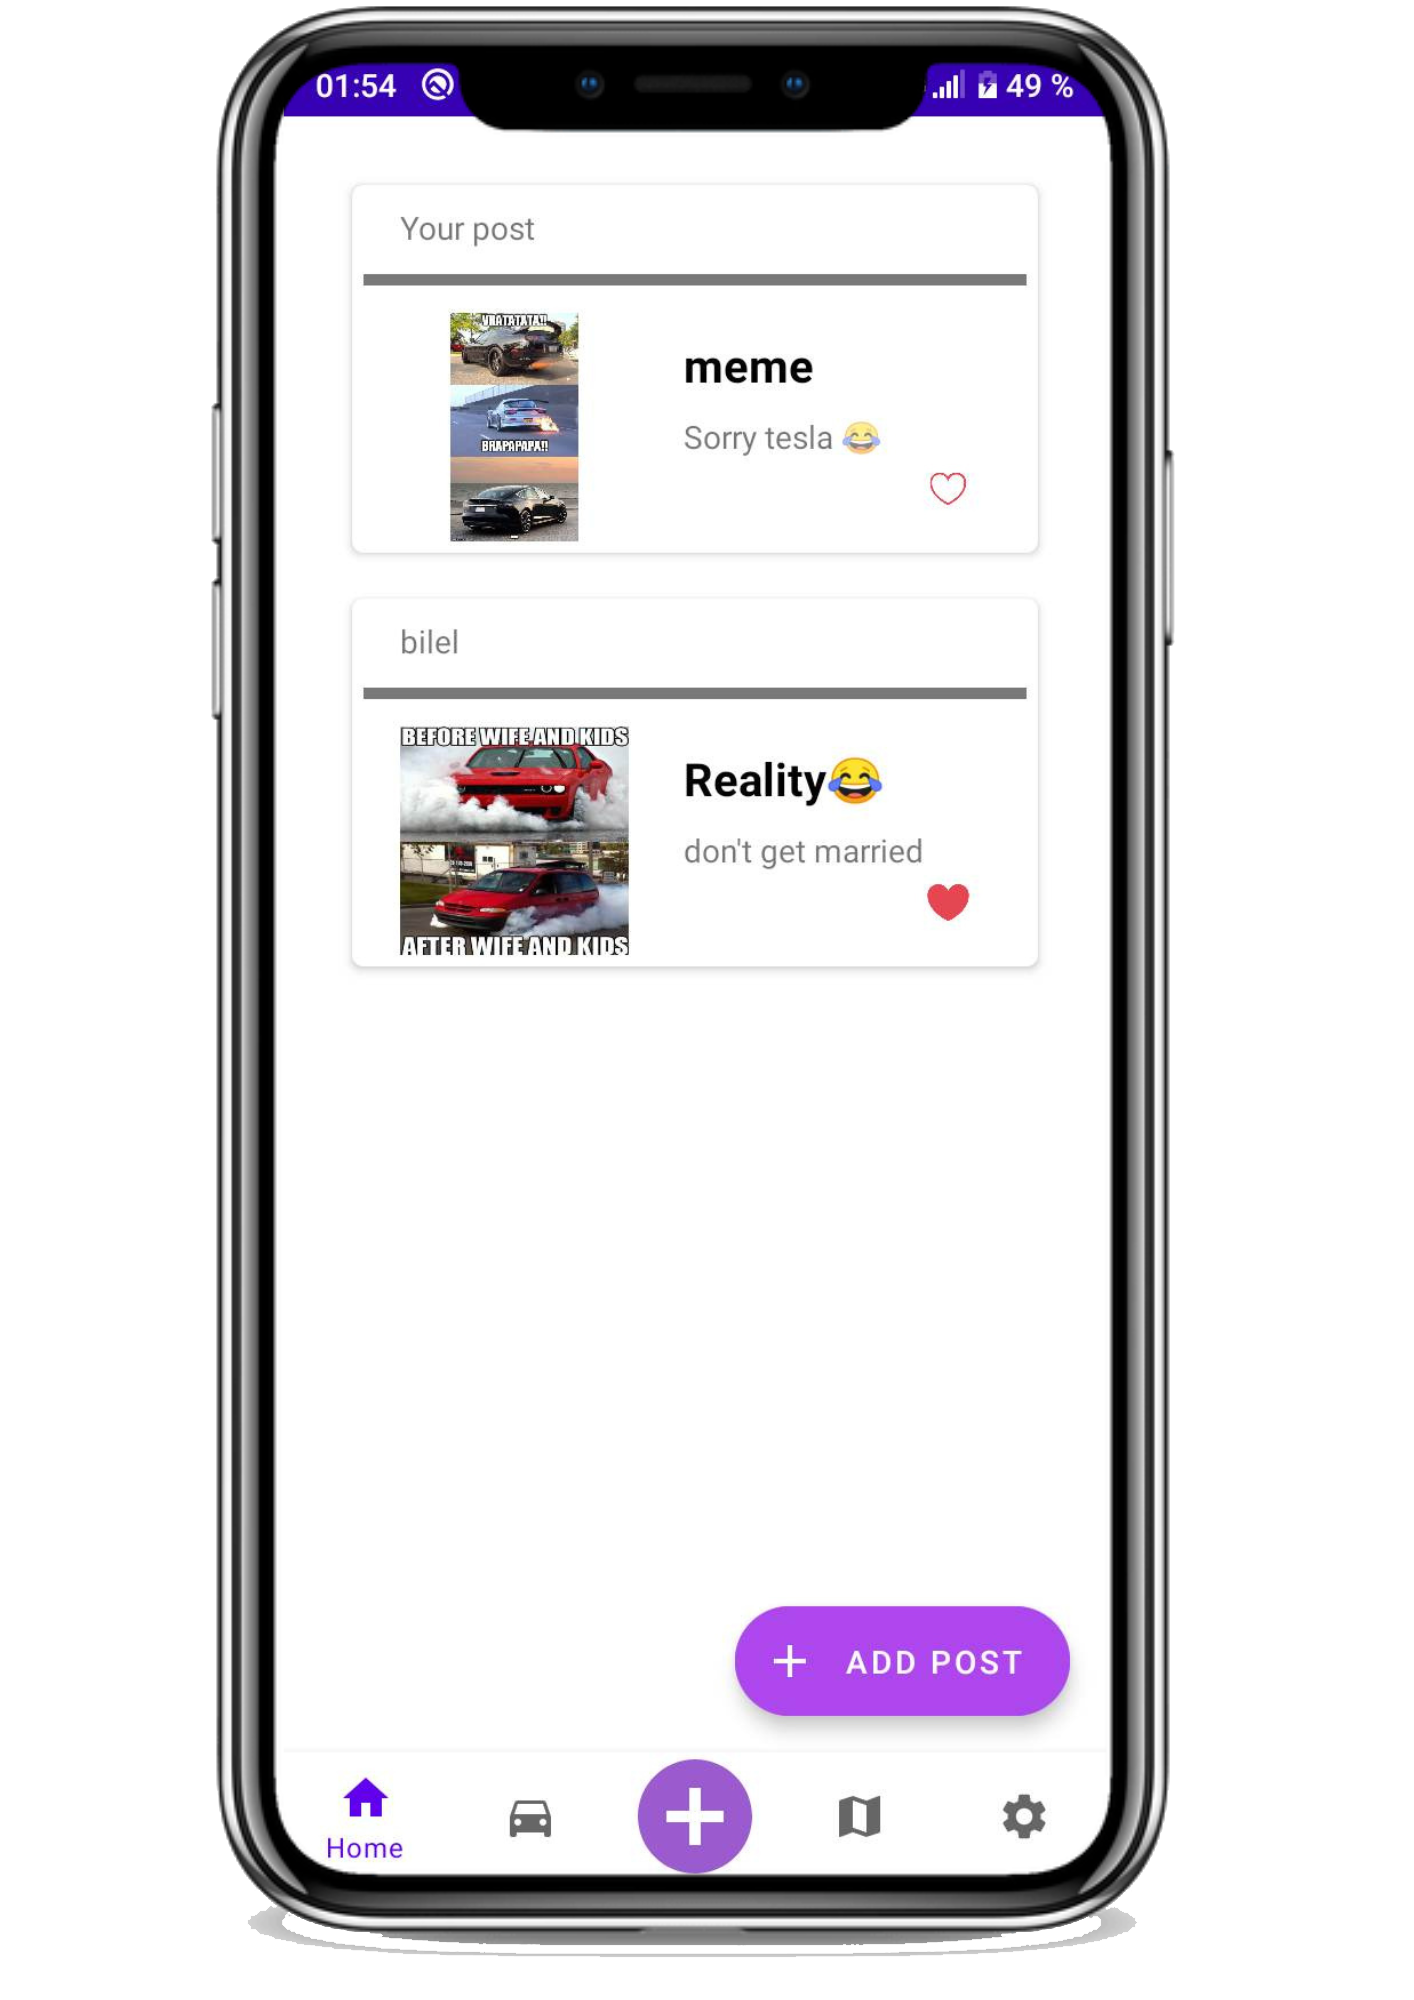 01:54
49 %
Your post
BRAPAPAPA!!
meme
Sorry tesla 😂
bilel
BEFORE WIFE AND KIDS
AFTER WIFE AND KIDS
Reality😂
don't get married
ADD POST
Home